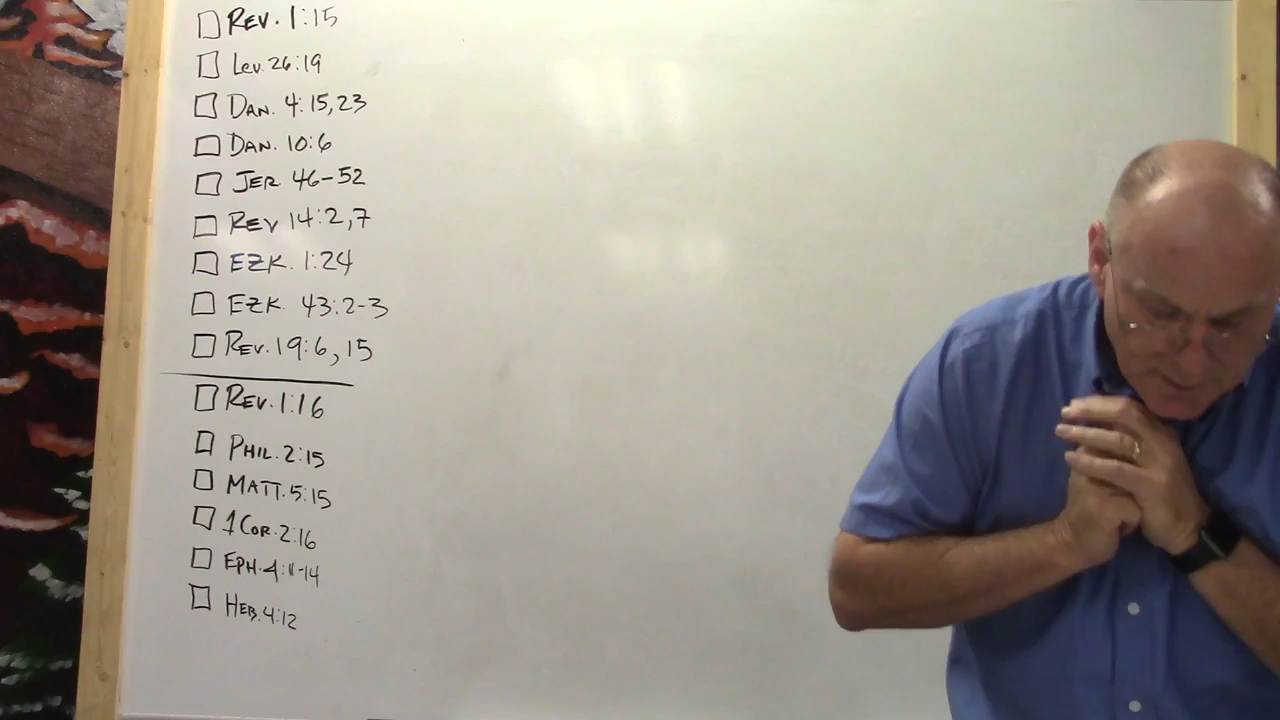 REV. 1:15
Lev. 26:19
DAN. 4:15,23
DAN. 10:6
JER 46-52
REV 14:2,7
EZK. 1:24
EZK. 43:2-3
REV. 19:6,15
REV. 1:16
PHIL. 2:15
MATT. 5:15
1 COR. 2:16
EPH. 4:11-14
HEB. 4:12